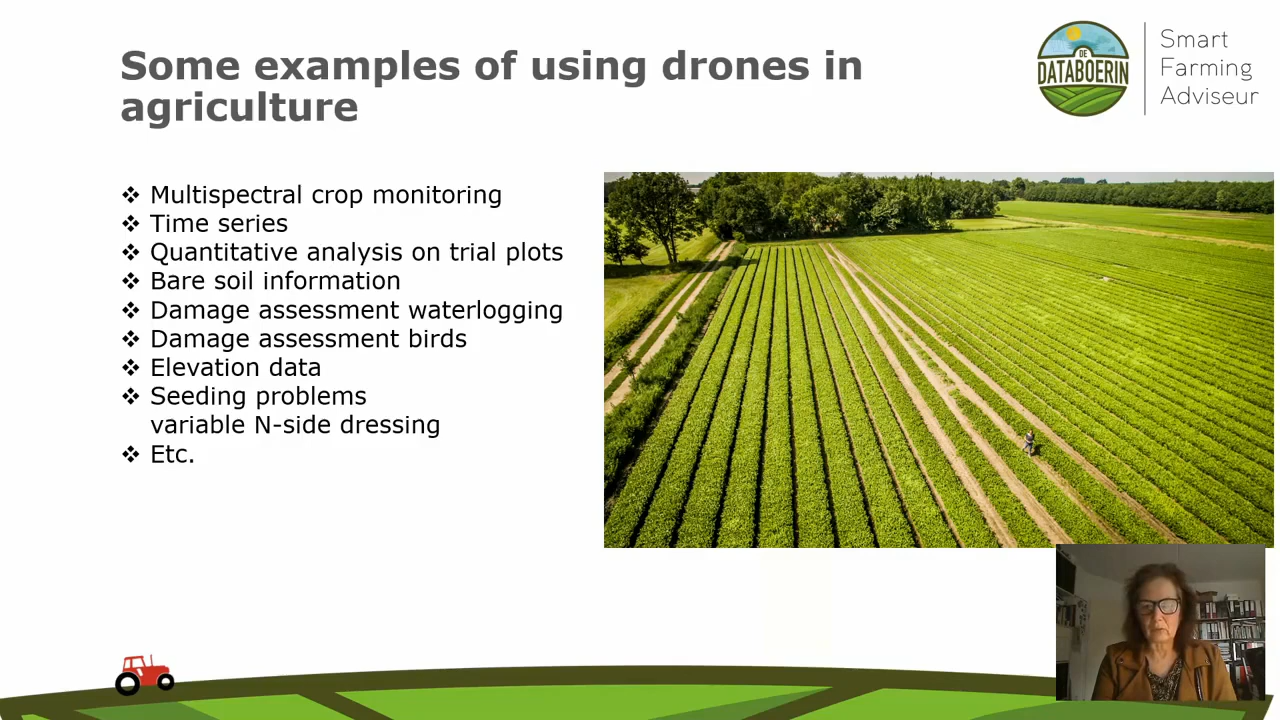 Some examples of using drones in
agriculture
DE
DATABOERIN
Smart
Farming
Adviseur
❖ Multispectral crop monitoring
❖ Time series
❖ Quantitative analysis on trial plots
❖ Bare soil information
❖ Damage assessment waterlogging
❖ Damage assessment birds
❖ Elevation data
❖ Seeding problems
variable N-side dressing
❖ Etc.